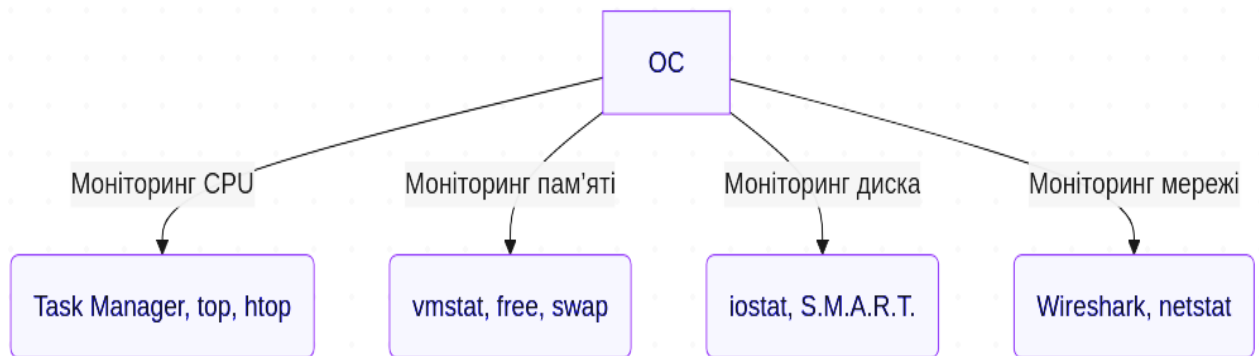 ОС
Моніторинг CPU
Моніторинг пам'яті
Моніторинг диска
Моніторинг мережі
Task Manager, top, htop
vmstat, free, swap
iostat, S.M.A.R.T.
Wireshark, netstat